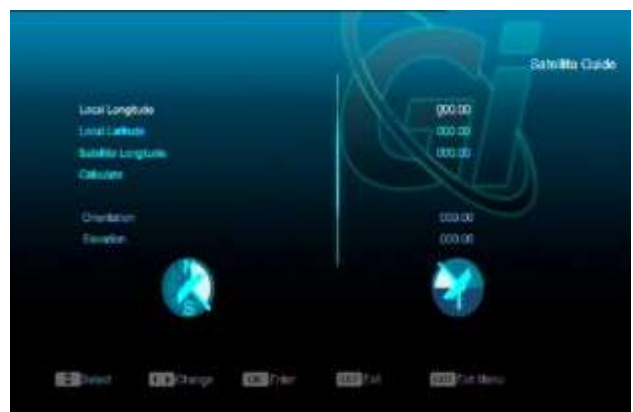 Satellite Guide
Local Longitude 000.00
Local Latitude 000.00
Satellite Longitude 000.00
Calculate
Orientation 000.00
Elevation 000.00
S
Select Change OK Enter Exit Exit Menu